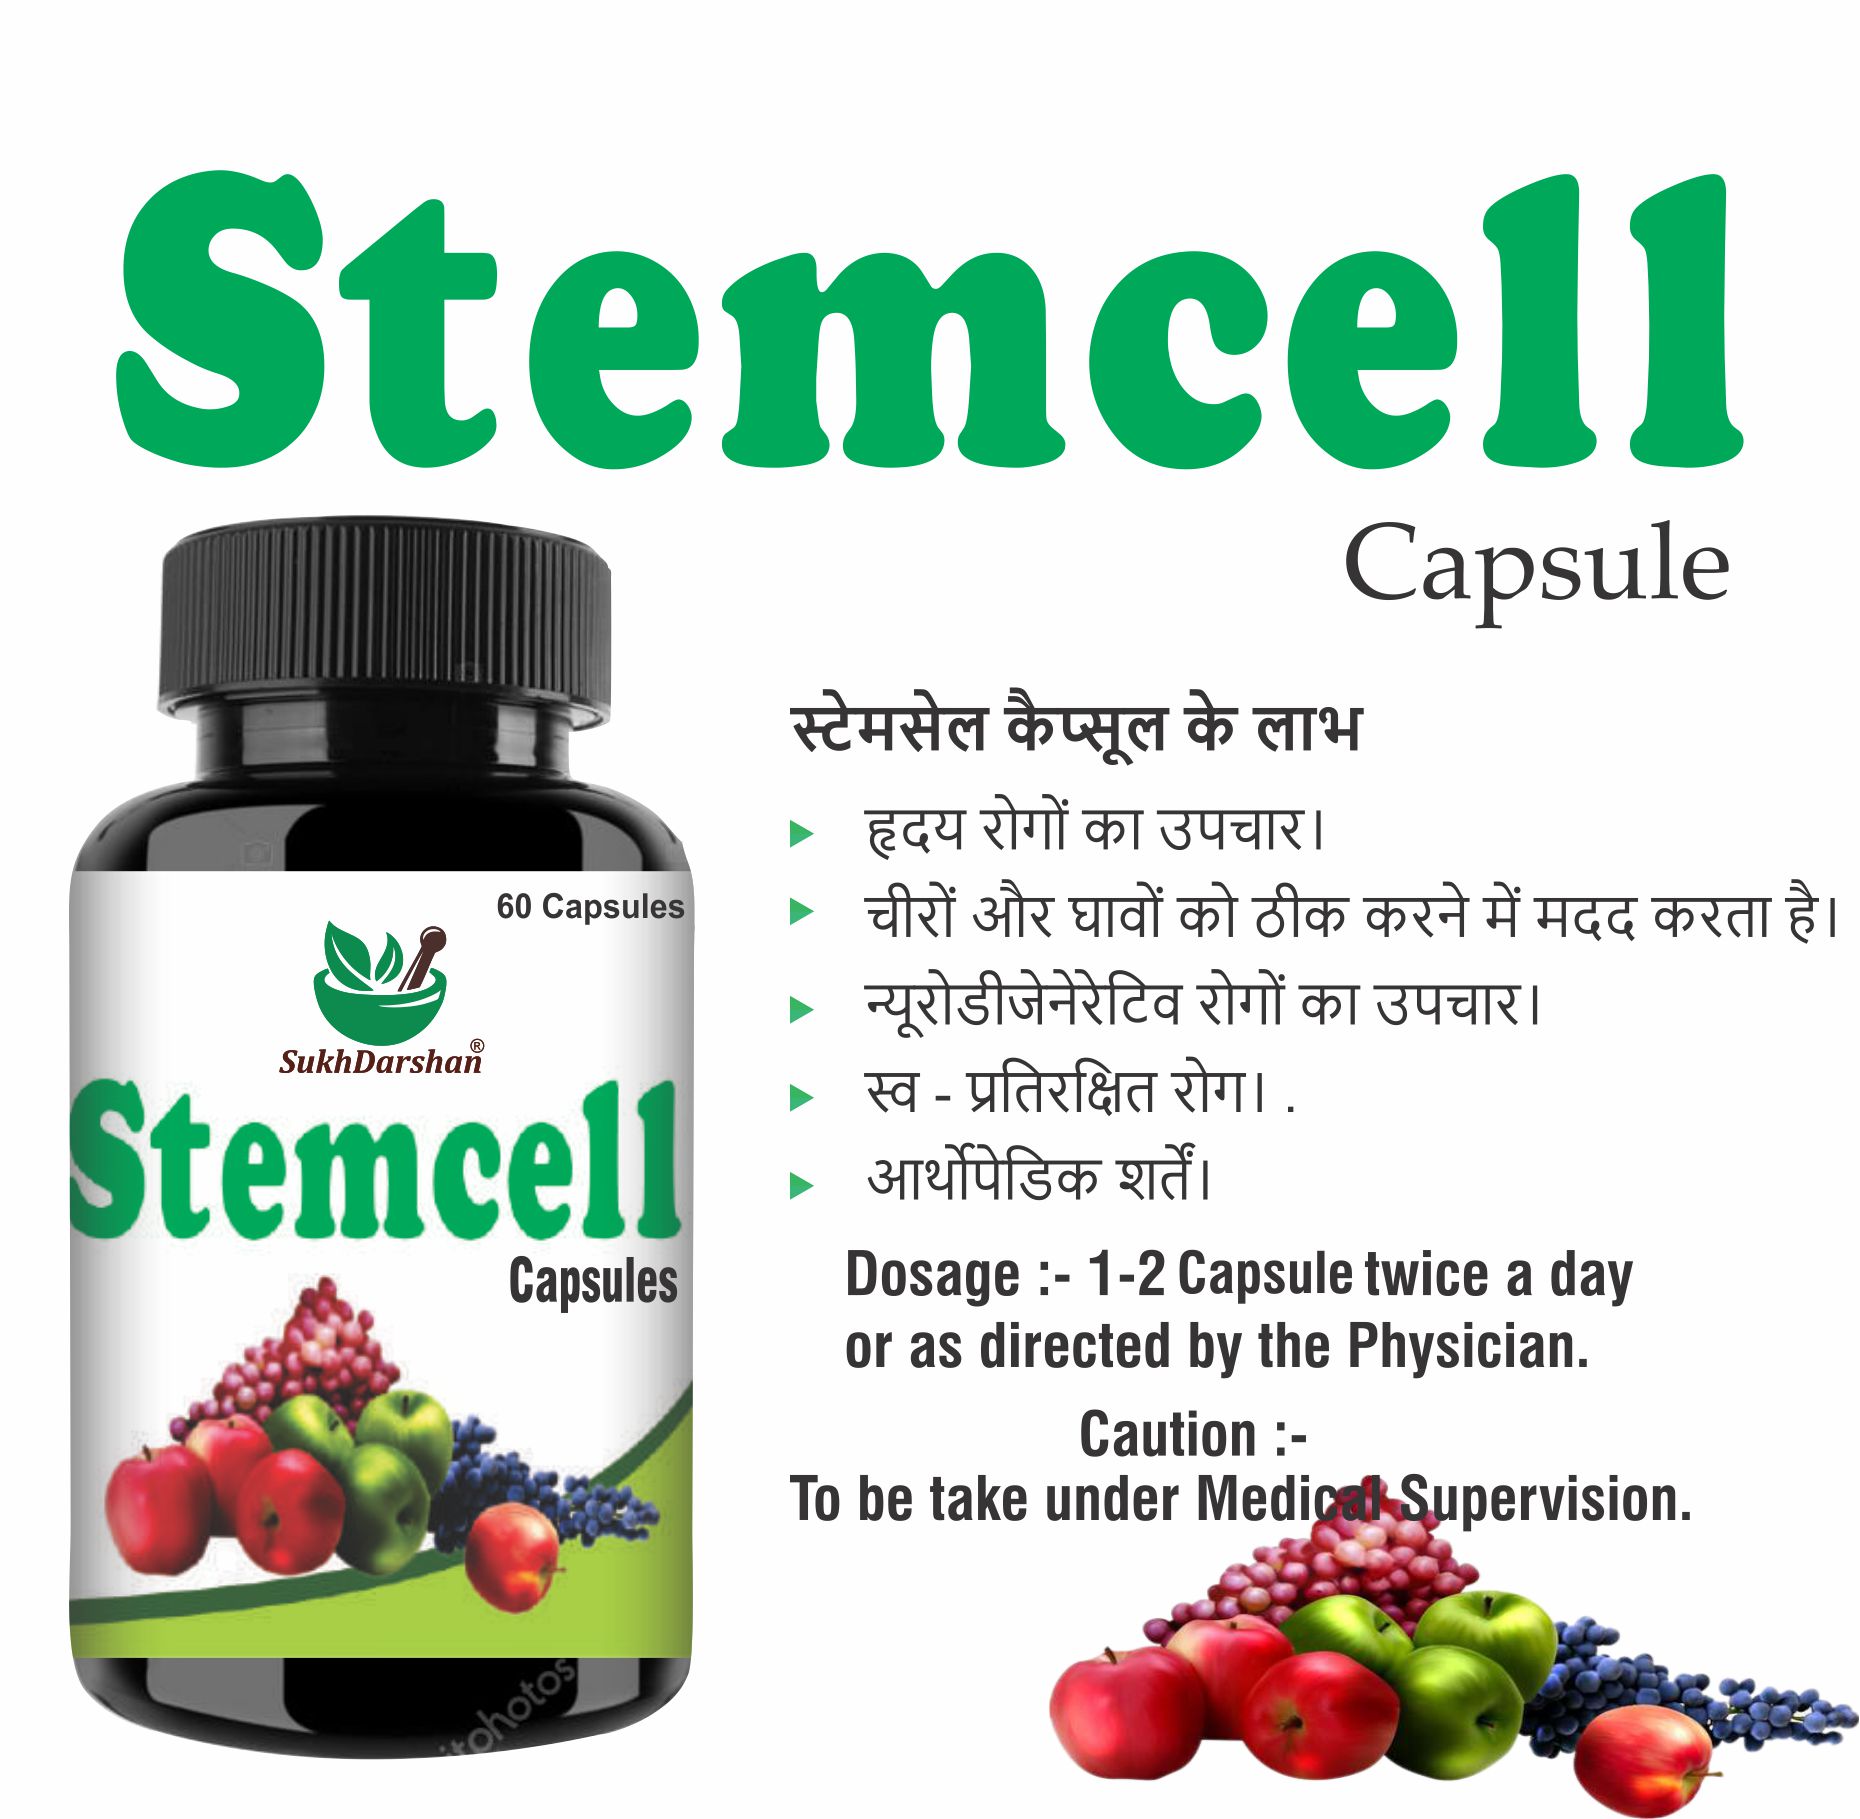 Stemcell
Capsule
60 Capsules
SukhDarshan®
Stemcell
Capsules
स्टेमसेल कैप्सूल के लाभ
हृदय रोगों का उपचार।
चीरों और घावों को ठीक करने में मदद करता है।
न्यूरोडीजेनेरेटिव रोगों का उपचार।
स्व - प्रतिरक्षित रोग। .
आर्थोपेडिक शर्तें।
Dosage :- 1-2 Capsule twice a day
or as directed by the Physician.
Caution :-
To be take under Medical Supervision.